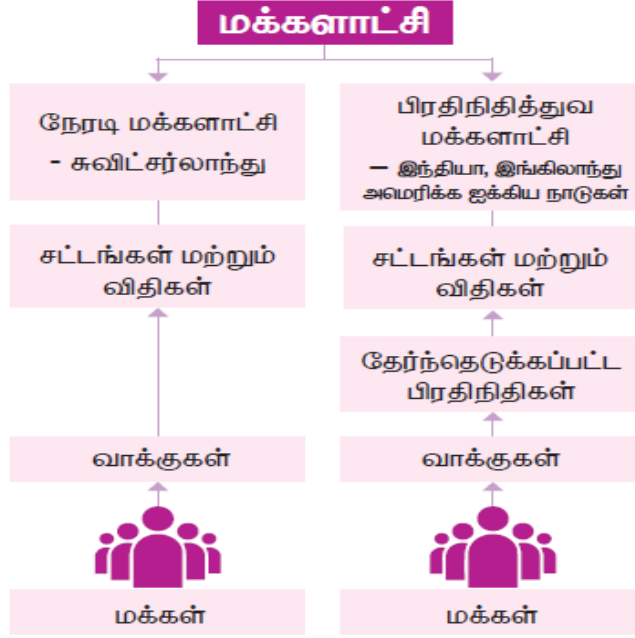 மக்களாட்சி
நேரடி மக்களாட்சி
- சுவிட்சர்லாந்து
சட்டங்கள் மற்றும்
விதிகள்
வாக்குகள்
மக்கள்
பிரதிநிதித்துவ
மக்களாட்சி
— இந்தியா, இங்கிலாந்து
அமெரிக்க ஐக்கிய நாடுகள்
சட்டங்கள் மற்றும்
விதிகள்
தேர்ந்தெடுக்கப்பட்ட
பிரதிநிதிகள்
வாக்குகள்
மக்கள்